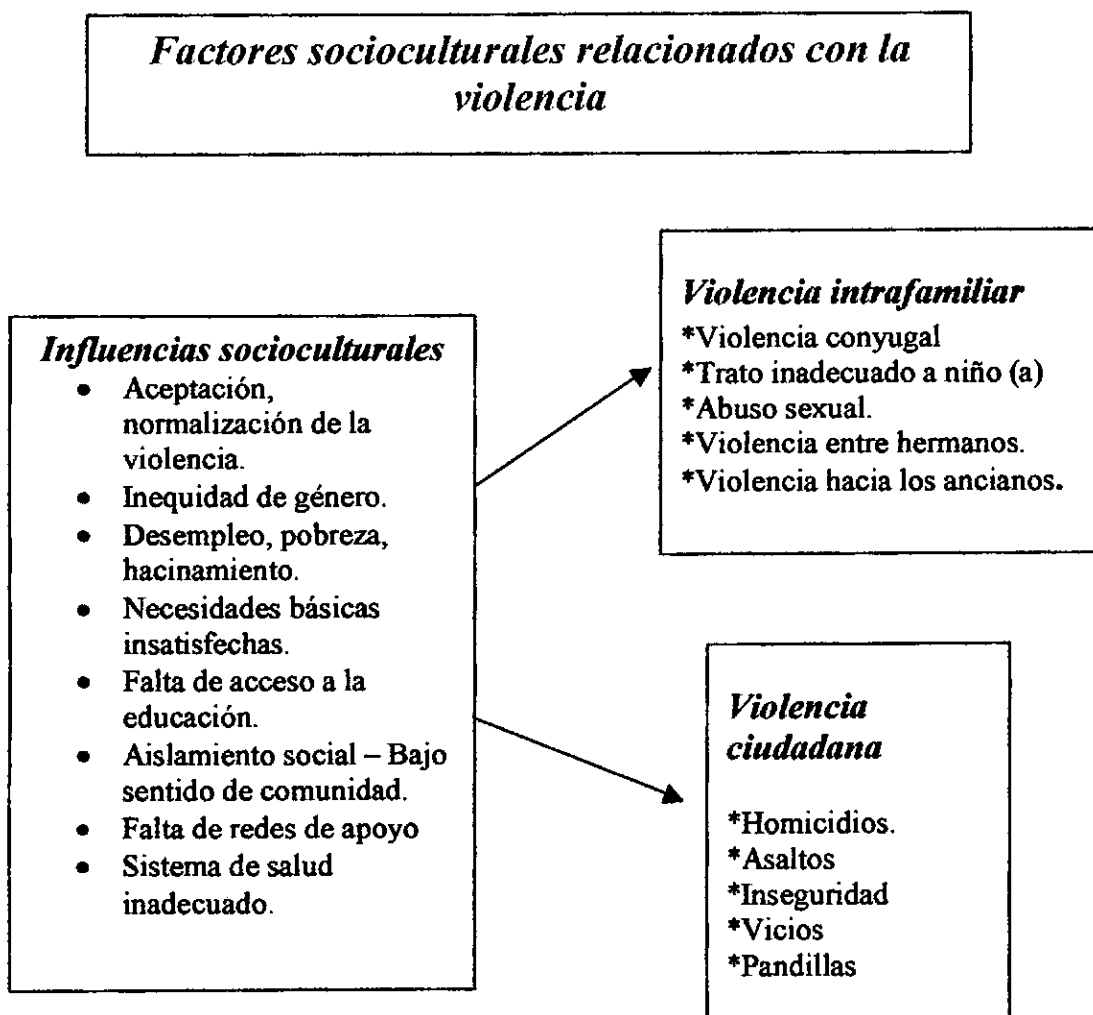 Factores socioculturales relacionados con la
violencia
Influencias socioculturales
• Aceptación,
normalización de la
violencia.
• Inequidad de género.
• Desempleo, pobreza,
hacinamiento.
• Necesidades básicas
insatisfechas.
• Falta de acceso a la
educación.
• Aislamiento social – Bajo
sentido de comunidad.
• Falta de redes de apoyo
• Sistema de salud
inadecuado.
Violencia intrafamiliar
*Violencia conyugal
*Trato inadecuado a niño (a)
*Abuso sexual.
*Violencia entre hermanos.
*Violencia hacia los ancianos.
Violencia
ciudadana
*Homicidios.
*Asaltos
*Inseguridad
*Vicios
*Pandillas